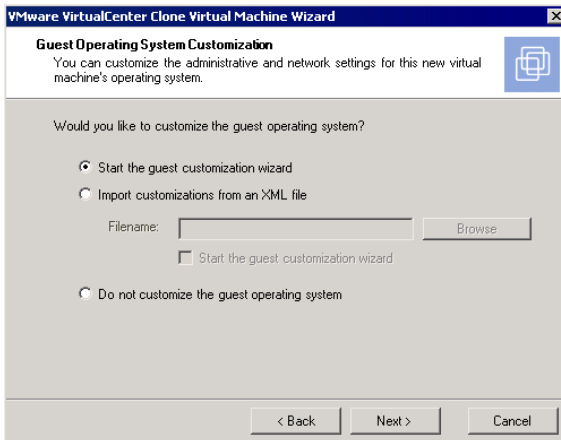 VMware VirtualCenter Clone Virtual Machine Wizard
Guest Operating System Customization
You can customize the administrative and network settings for this new virtual
machine's operating system.
Would you like to customize the guest operating system?
Start the guest customization wizard
Import customizations from an XML file
Filename:
Browse
Start the guest customization wizard
Do not customize the guest operating system
< Back
Next >
Cancel